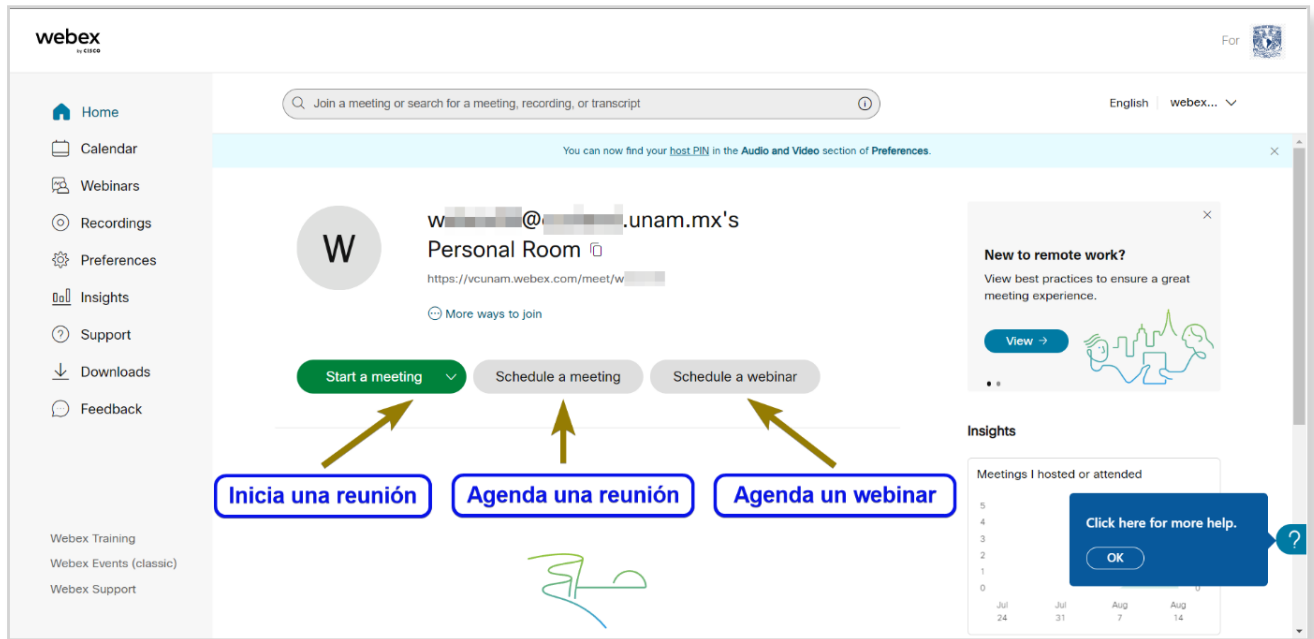 webex
by CISCO
For
Home
Calendar
Webinars
Recordings
Preferences
Insights
Support
Downloads
Feedback
Webex Training
Webex Events (classic)
Webex Support
Join a meeting or search for a meeting, recording, or transcript
English
webex...
You can now find your host PIN in the Audio and Video section of Preferences.
W
w @ .unam.mx's
Personal Room
https://vcunam.webex.com/meet/w
More ways to join
Start a meeting
Schedule a meeting
Schedule a webinar
Inicia una reunión
Agenda una reunión
Agenda un webinar
New to remote work?
View best practices to ensure a great
meeting experience.
View →
Insights
Meetings I hosted or attended
5
4
3
2
1
0
0
Jul Jul Aug Aug
24 31 7 14
Click here for more help.
OK
?